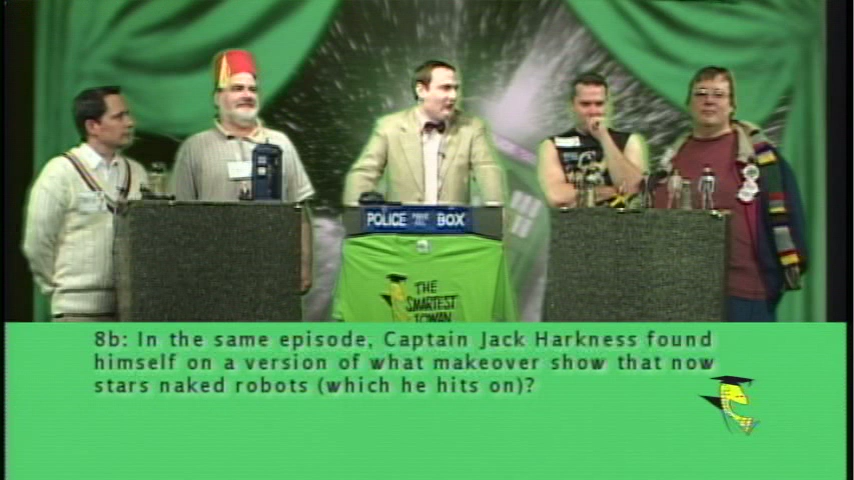 POLICE BOX
THE
SMARTEST
IOWAN
8b: In the same episode, Captain Jack Harkness found
himself on a version of what makeover show that now
stars naked robots (which he hits on)?